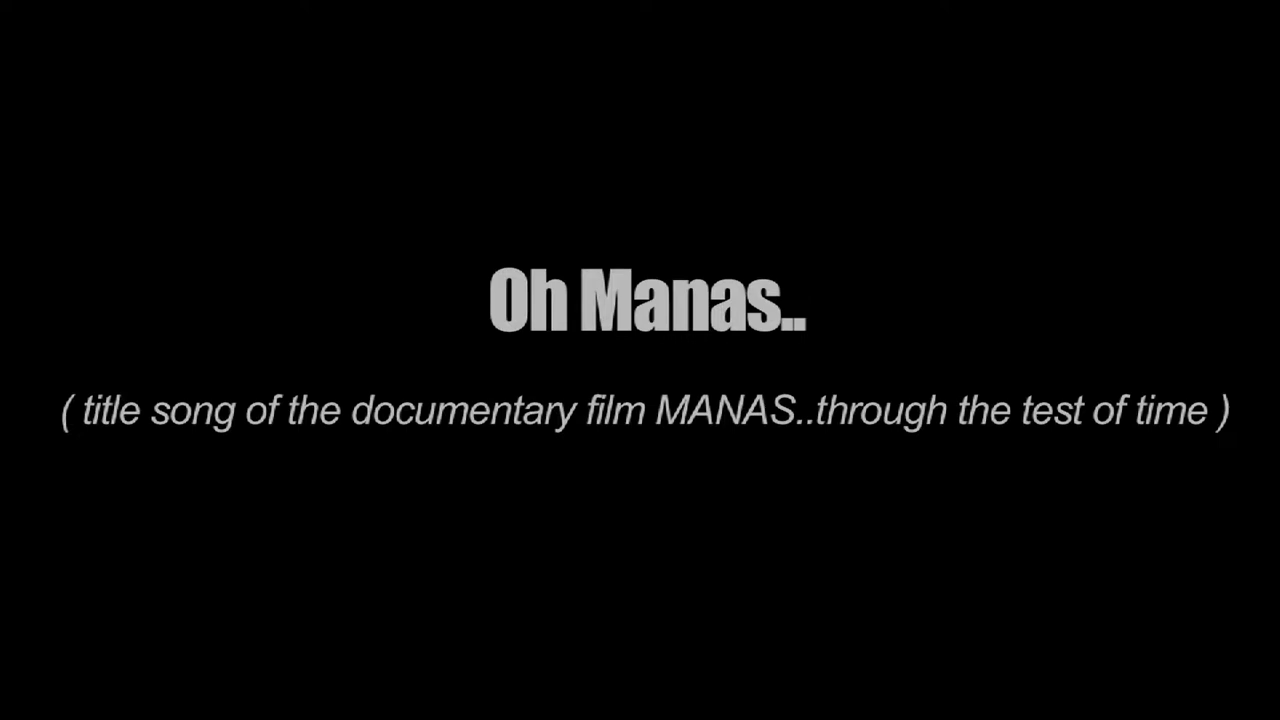 Oh Manas..
( title song of the documentary film MANAS..through the test of time )